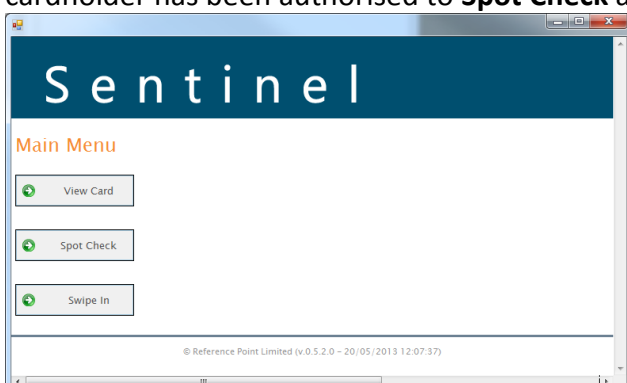 cardholder has been authorised to Spot Check a
Sentinel
Main Menu
View Card
Spot Check
Swipe In
© Reference Point Limited (v.0.5.2.0 – 20/05/2013 12:07:37)